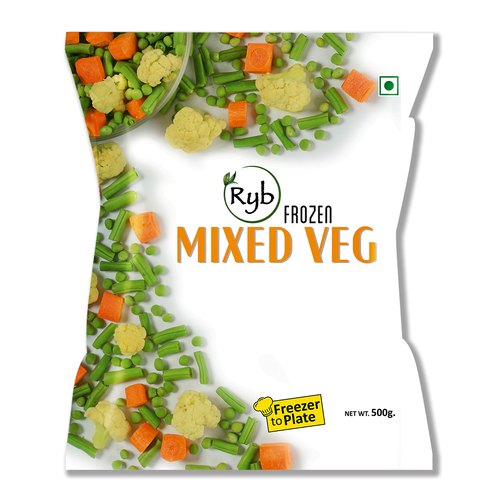 Ryb
FROZEN
MIXED VEG
Freezer
to Plate
NET WT. 500g.